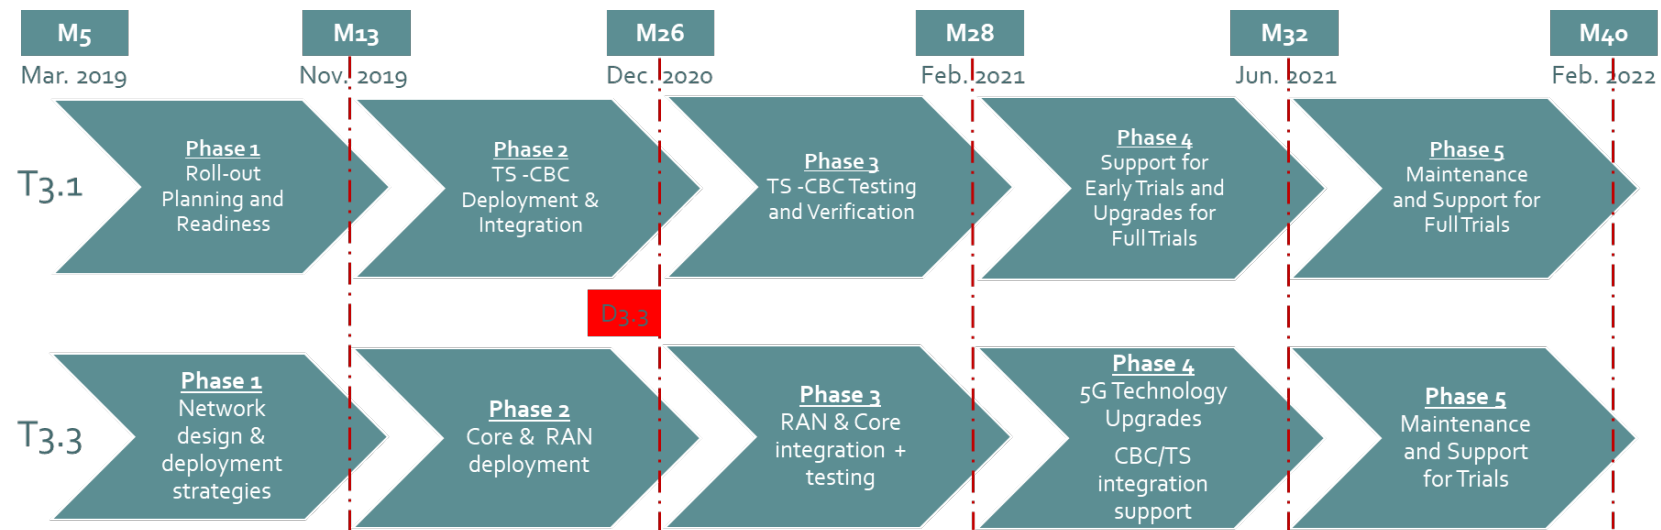 M5 M13 M26 M28 M32 M40
Mar. 2019 Nov. 2019 Dec. 2020 Feb. 2021 Jun. 2021 Feb. 2022
T3.1
Phase 1
Roll-out
Planning and
Readiness
Phase 2
TS -CBC
Deployment &
Integration
Phase 3
TS -CBC Testing
and Verification
Phase 4
Support for
Early Trials and
Upgrades for
Full Trials
Phase 5
Maintenance
and Support for
Full Trials
D3.3
T3.3
Phase 1
Network
design &
deployment
strategies
Phase 2
Core & RAN
deployment
Phase 3
RAN & Core
integration +
testing
Phase 4
5G Technology
Upgrades
CBC/TS
integration
support
Phase 5
Maintenance
and Support
for Trials